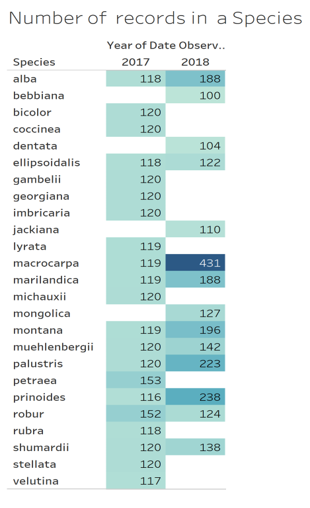 Number of records in a Species
Year of Date Observ..
Species 2017 2018
alba 118 188
bebbiana 100
bicolor 120
coccinea 120
dentata 104
ellipsoidalis 118 122
gambelii 120
georgiana 120
imbricaria 120
jackiana 110
lyrata 119
macrocarpa 119 431
marilandica 119 188
michauxii 120
mongolica 127
montana 119 196
muehlenbergii 120 142
palustris 120 223
petraea 153
prinoides 116 238
robur 152 124
rubra 118
shumardii 120 138
stellata 120
velutina 117